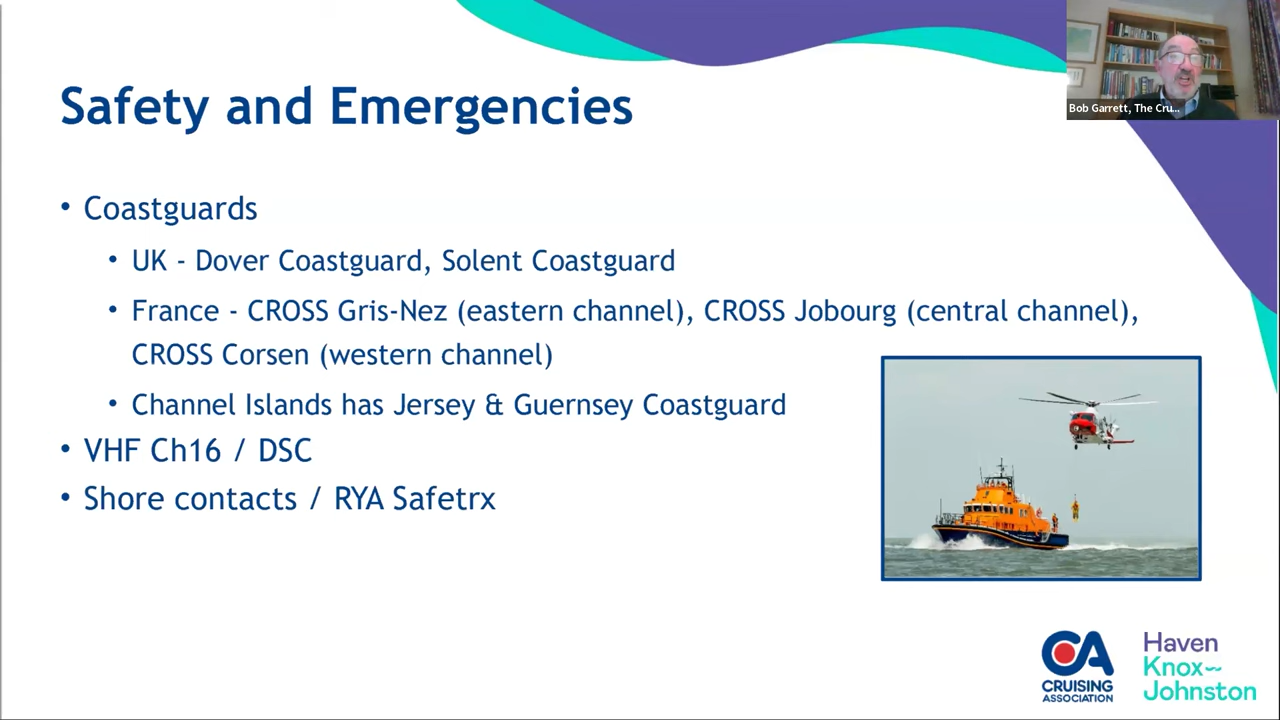 Safety and Emergencies
Bob Garrett, The Cru...
• Coastguards
• UK - Dover Coastguard, Solent Coastguard
• France - CROSS Gris-Nez (eastern channel), CROSS Jobourg (central channel),
CROSS Corsen (western channel)
• Channel Islands has Jersey & Guernsey Coastguard
• VHF Ch16 / DSC
• Shore contacts / RYA Safetrx
CA
CRUISING
ASSOCIATION
Haven
Knox~
Johnston